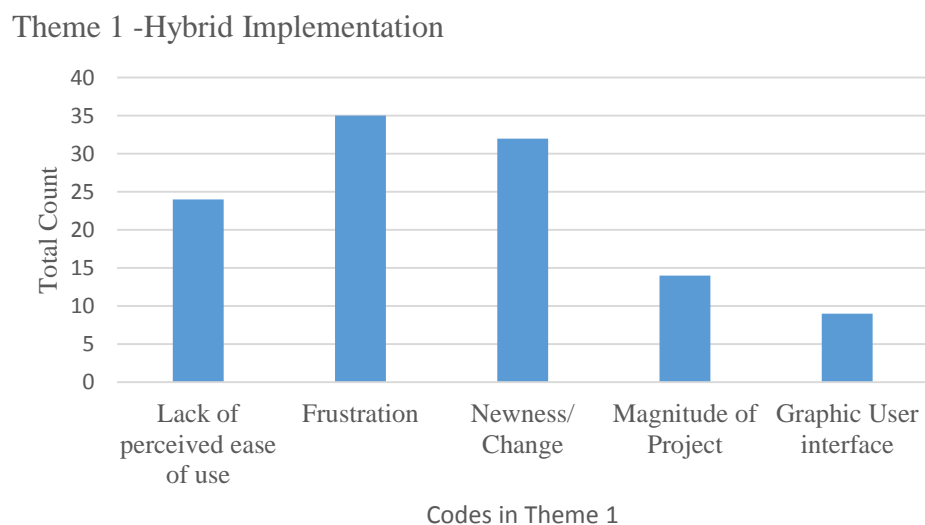 Theme 1 -Hybrid Implementation
40
35
30
25
20
15
10
5
0
Total Count
Lack of
perceived ease
of use
Frustration
Newness/
Change
Magnitude of
Project
Graphic User
interface
Codes in Theme 1